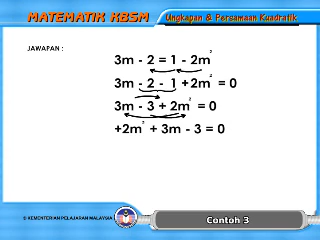 MATEMATIK KBSM
Ungkapan & Persamaan Kuadratik
JAWAPAN :
3m - 2 = 1 - 2m²
3m - 2 - 1 + 2m² = 0
3m - 3 + 2m² = 0
+2m² + 3m - 3 = 0
© KEMENTERIAN PELAJARAN MALAYSIA
Contoh 3